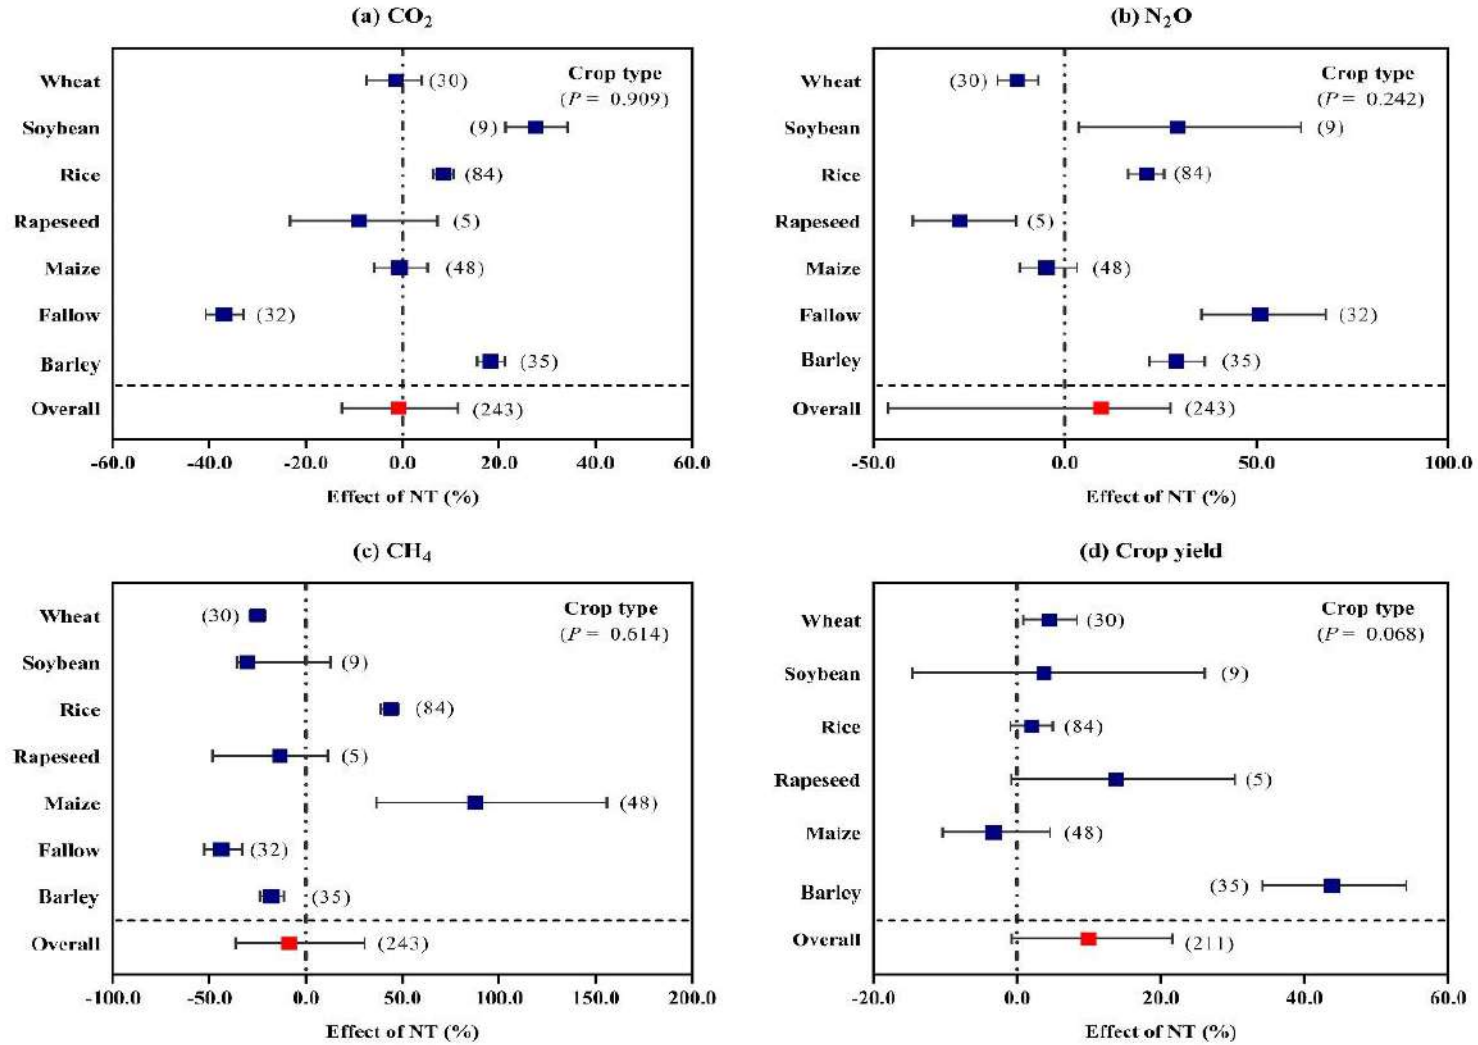 (a) CO₂
Crop type
(P = 0.909)
Wheat (30)
Soybean (9)
Rice (84)
Rapeseed (5)
Maize (48)
Fallow (32)
Barley (35)
Overall (243)
-60.0 -40.0 -20.0 0.0 20.0 40.0 60.0
Effect of NT (%)
(b) N₂O
Crop type
(P = 0.242)
Wheat (30)
Soybean (9)
Rice (84)
Rapeseed (5)
Maize (48)
Fallow (32)
Barley (35)
Overall (243)
-50.0 0.0 50.0 100.0
Effect of NT (%)
(c) CH₄
Crop type
(P = 0.614)
Wheat (30)
Soybean (9)
Rice (84)
Rapeseed (5)
Maize (48)
Fallow (32)
Barley (35)
Overall (243)
-100.0 -50.0 0.0 50.0 100.0 150.0 200.0
Effect of NT (%)
(d) Crop yield
Crop type
(P = 0.068)
Wheat (30)
Soybean (9)
Rice (84)
Rapeseed (5)
Maize (48)
Barley (35)
Overall (211)
-20.0 0.0 20.0 40.0 60.0
Effect of NT (%)